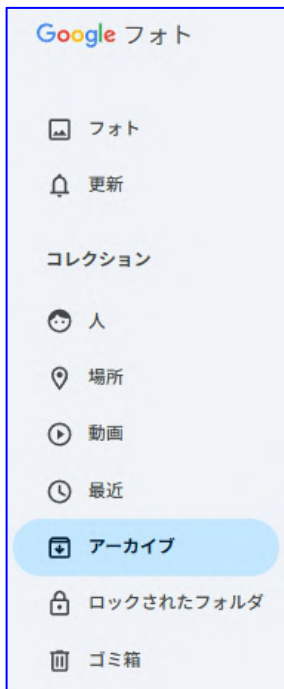 Google フォト
フォト
更新
コレクション
人
場所
動画
最近
アーカイブ
ロックされたフォルダ
ゴミ箱